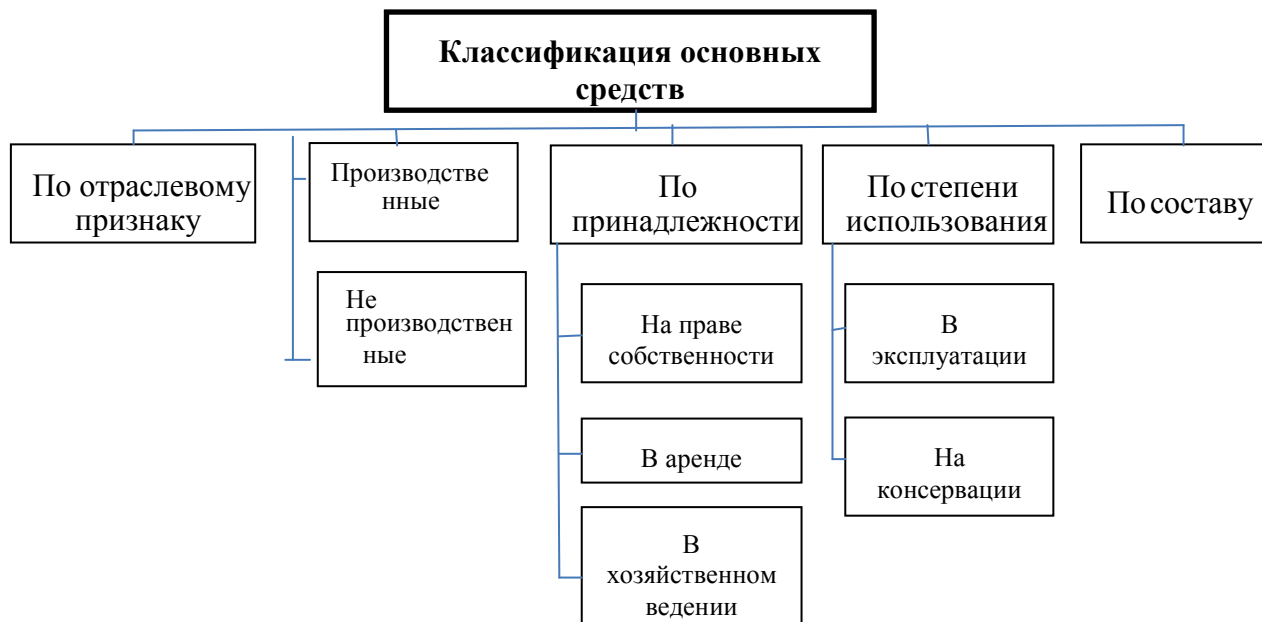 Классификация основных
средств
По отраслевому
признаку
Производстве
нные
Не
производствен
ные
По
принадлежности
На праве
собственности
В аренде
В
хозяйственном
ведении
По степени
использования
В
эксплуатации
На
консервации
По составу